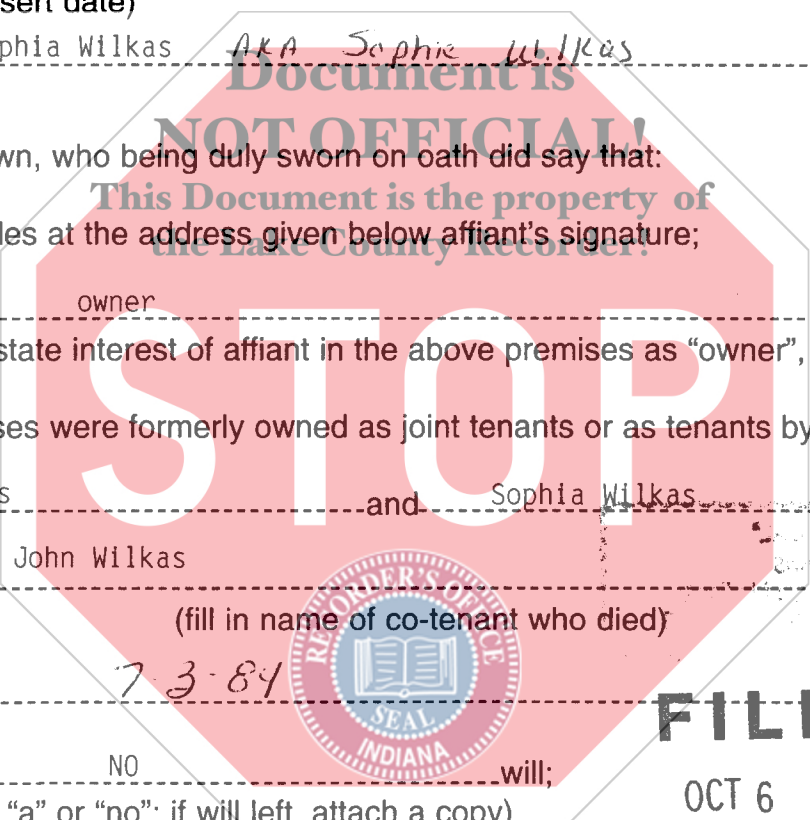 sert date)
phia Wilkas AKA Sophie Wilkas
Document is
NOT OFFICIAL!
wn, who being duly sworn on oath did say that:
This Document is the property of
les at the address given below affiant's signature;
the Lake County Recorder!
owner
state interest of affiant in the above premises as "owner",
STOP
ses were formerly owned as joint tenants or as tenants by
s and Sophia Wilkas
John Wilkas
(fill in name of co-tenant who died)
7-3-84
RECORDER'S OFFICE
SEAL
INDIANA
FIL
NO will;
OCT 6
"a" or "no"; if will left, attach a copy)